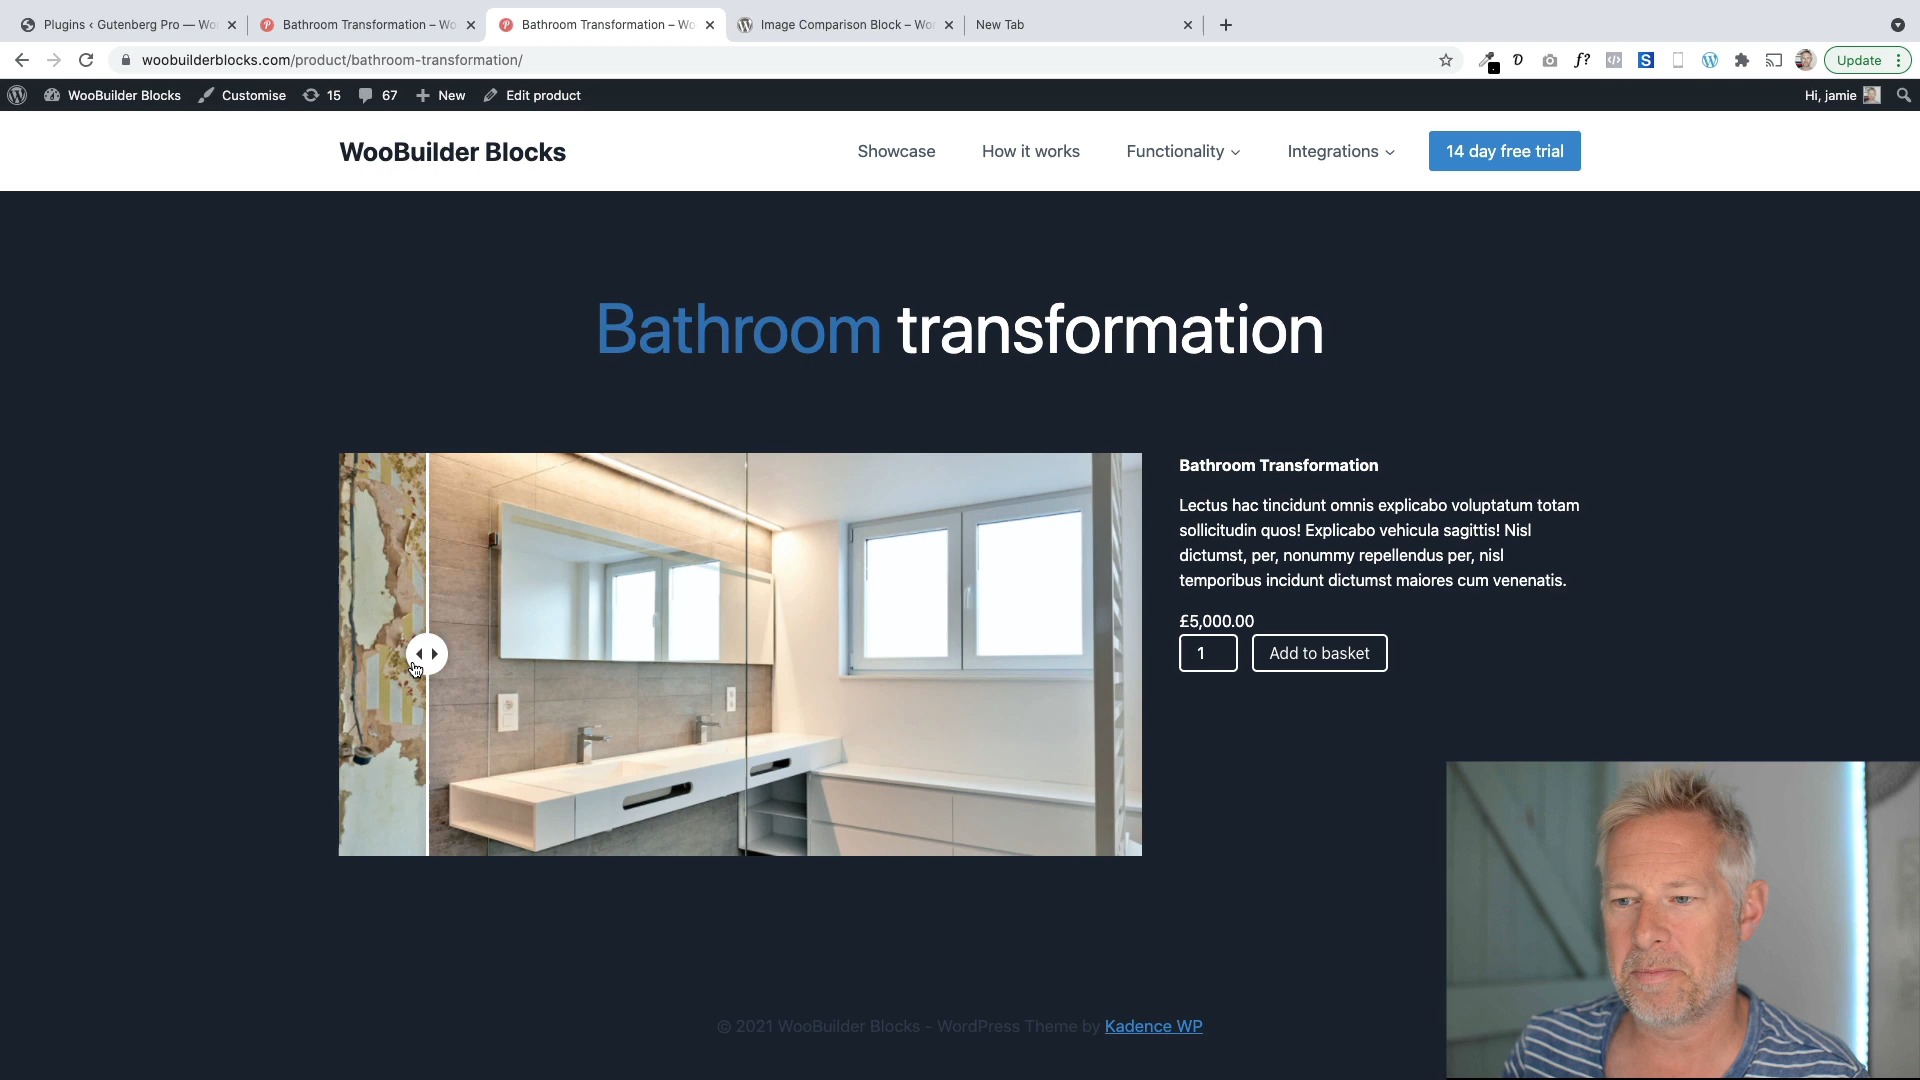 Plugins ‹ Gutenberg Pro — Wo
Bathroom Transformation – Wo
Bathroom Transformation – Wo
Image Comparison Block – Wor
New Tab
woobuilderblocks.com/product/bathroom-transformation/
f?
S
Update
WooBuilder Blocks
Customise
15
67
New
Edit product
Hi, jamie
WooBuilder Blocks
Showcase
How it works
Functionality
Integrations
14 day free trial
Bathroom transformation
Bathroom Transformation
Lectus hac tincidunt omnis explicabo voluptatum totam
sollicitudin quos! Explicabo vehicula sagittis! Nisl
dictumst, per, nonummy repellendus per, nisl
temporibus incidunt dictumst maiores cum venenatis.
£5,000.00
1
Add to basket
© 2021 WooBuilder Blocks - WordPress Theme by Kadence WP